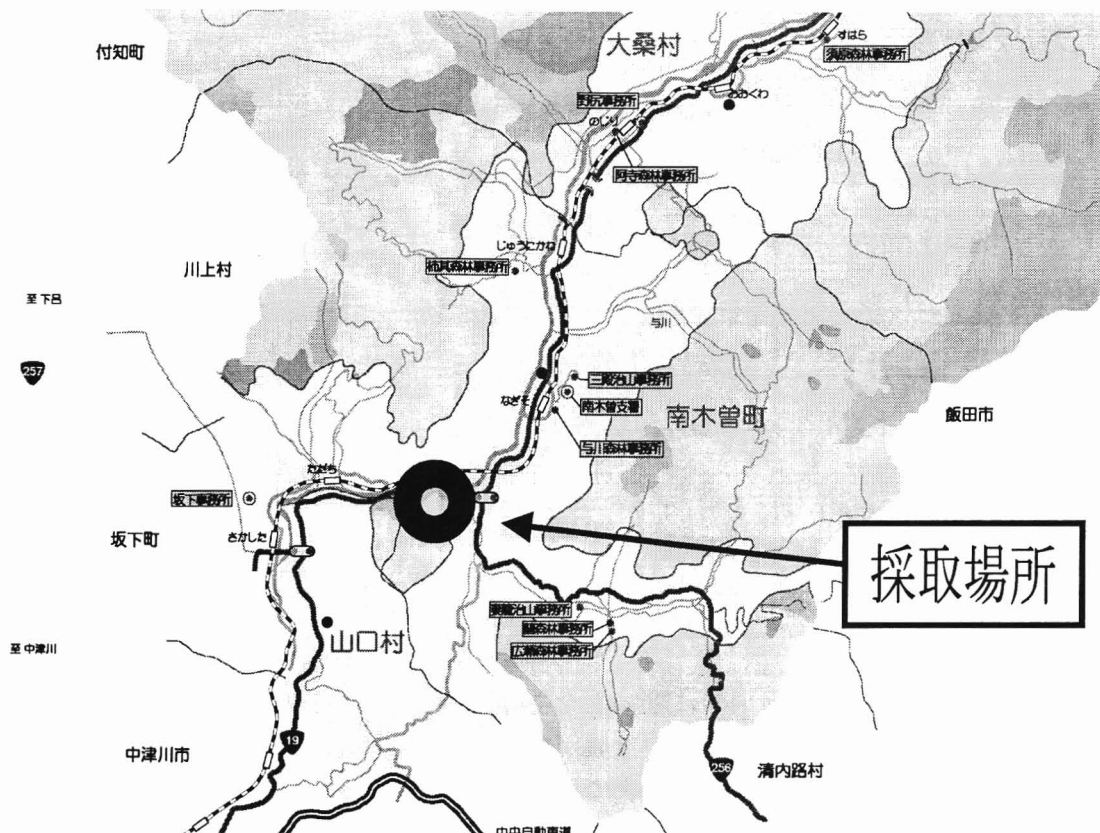 付知町
大桑村
すはら
須原森林事務所
野尻事務所
おおくわ
のじり
阿寺森林事務所
じゅうにかね
川上村
柿其森林事務所
至 下呂
257
与川
三殿治山事務所
なぎそ
南木曽支署
南木曽町
飯田市
与川森林事務所
ただち
坂下事務所
坂下町
さかした
採取場所
妻籠治山事務所
蘭森林事務所
広瀬森林事務所
山口村
至 中津川
中津川市
19
256
清内路村
中央自動車道